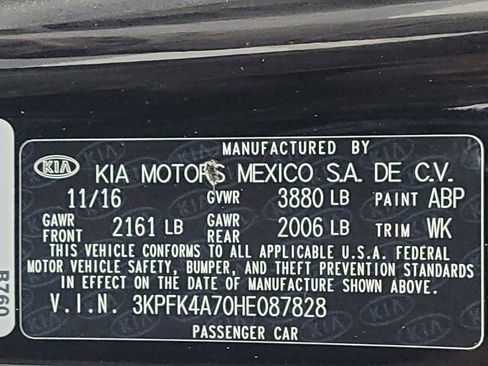 MANUFACTURED BY
KIA KIA MOTORS MEXICO S.A. DE C.V.
11/16 GVWR 3880 LB PAINT ABP
GAWR FRONT 2161 LB GAWR REAR 2006 LB TRIM WK
THIS VEHICLE CONFORMS TO ALL APPLICABLE U.S.A. FEDERAL
MOTOR VEHICLE SAFETY, BUMPER, AND THEFT PREVENTION STANDARDS
IN EFFECT ON THE DATE OF MANUFACTURE SHOWN ABOVE.
V.I.N. 3KPFK4A70HE087828
PASSENGER CAR
B760